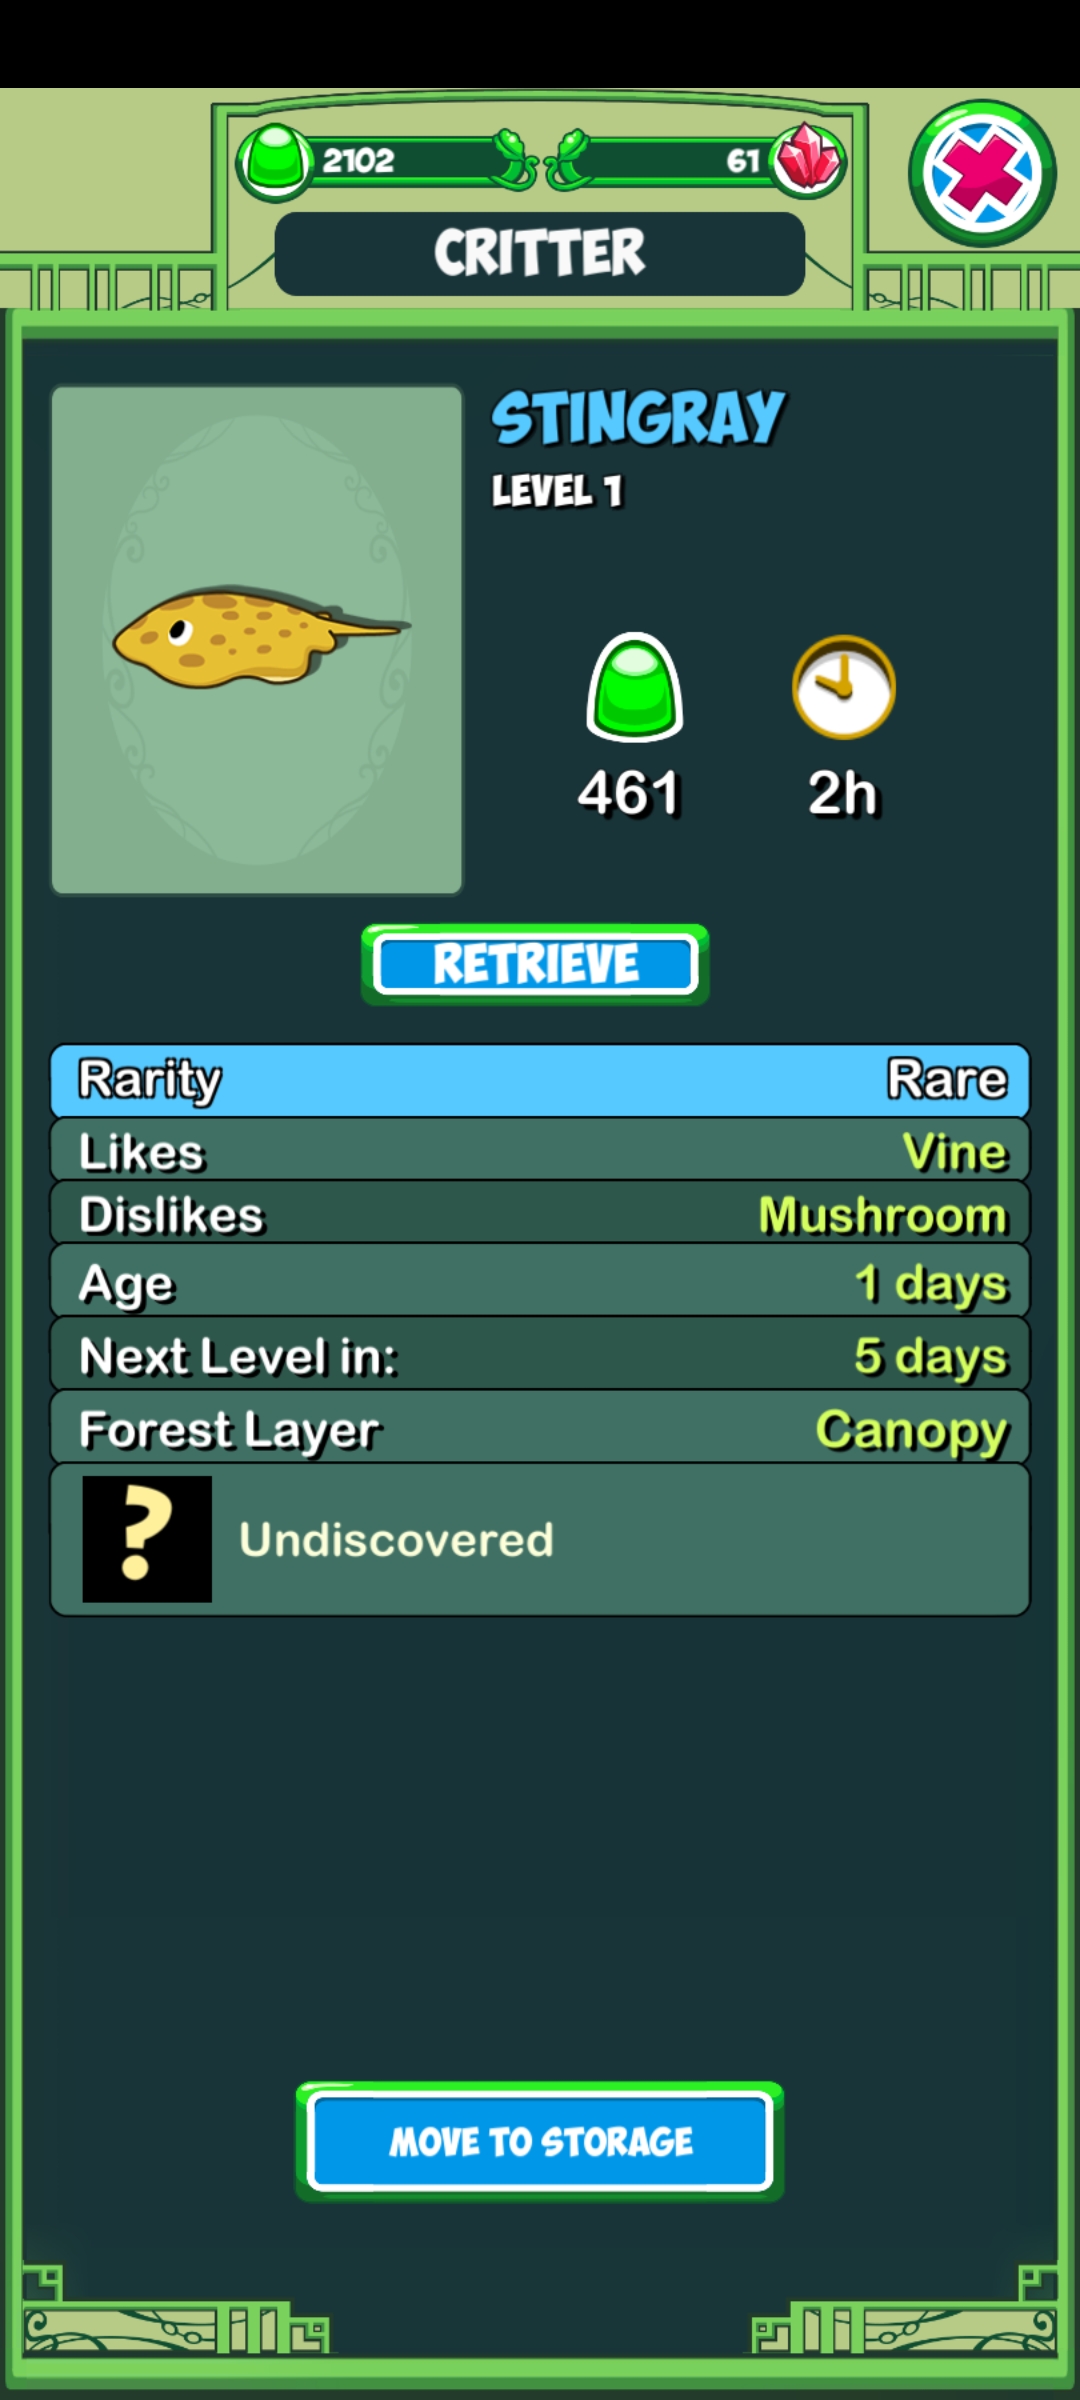 2102
61
CRITTER
STINGRAY
LEVEL 1
461
2h
RETRIEVE
Rarity Rare
Likes Vine
Dislikes Mushroom
Age 1 days
Next Level in: 5 days
Forest Layer Canopy
? Undiscovered
MOVE TO STORAGE